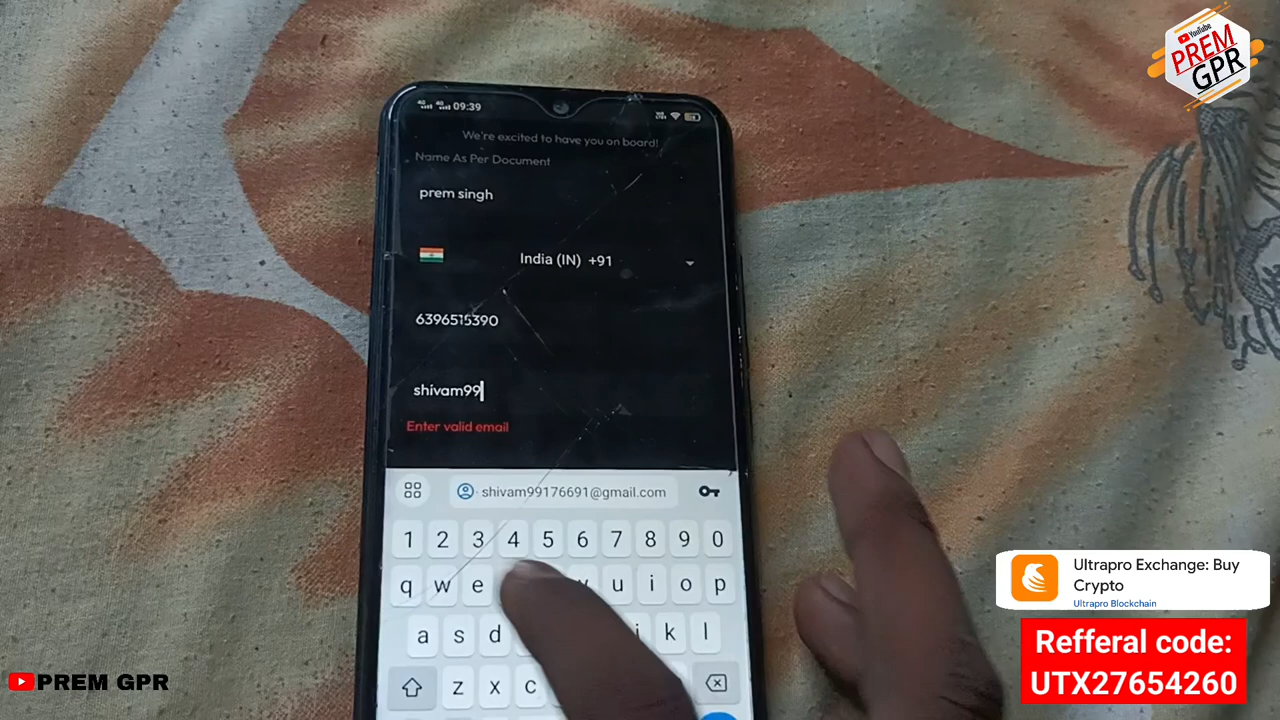 YouTube
PREM
GPR
4G 4G 09:39
We're excited to have you on board!
Name As Per Document
prem singh
India (IN) +91
6396515390
shivam99
Enter valid email
shivam99176691@gmail.com
1 2 3 4 5 6 7 8 9 0
q w e u i o p
a s d k l
z x c
Ultrapro Exchange: Buy
Crypto
Ultrapro Blockchain
Refferal code:
UTX27654260
PREM GPR